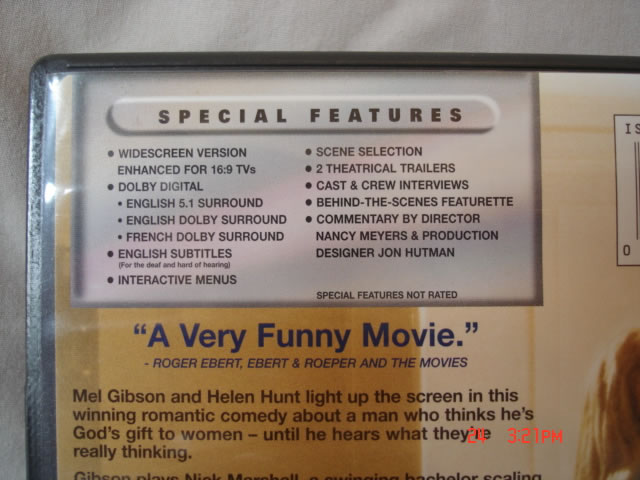 SPECIAL FEATURES
• WIDESCREEN VERSION
ENHANCED FOR 16:9 TVs
• DOLBY DIGITAL
• ENGLISH 5.1 SURROUND
• ENGLISH DOLBY SURROUND
• FRENCH DOLBY SURROUND
• ENGLISH SUBTITLES
(For the deaf and hard of hearing)
• INTERACTIVE MENUS
• SCENE SELECTION
• 2 THEATRICAL TRAILERS
• CAST & CREW INTERVIEWS
• BEHIND-THE-SCENES FEATURETTE
• COMMENTARY BY DIRECTOR
NANCY MEYERS & PRODUCTION
DESIGNER JON HUTMAN
SPECIAL FEATURES NOT RATED
IS
0
“A Very Funny Movie.”
- ROGER EBERT, EBERT & ROEPER AND THE MOVIES
Mel Gibson and Helen Hunt light up the screen in this
winning romantic comedy about a man who thinks he's
God's gift to women – until he hears what they're
really thinking.
Gibson plays Nick Marshall, a swinging bachelor scaling
24 3:21PM